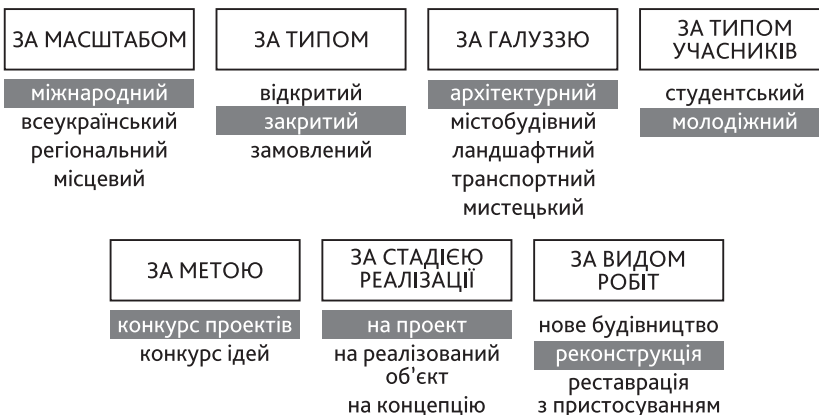 ЗА МАСШТАБОМ
міжнародний
всеукраїнський
регіональний
місцевий
ЗА ТИПОМ
відкритий
закритий
замовлений
ЗА ГАЛУЗЗЮ
архітектурний
містобудівний
ландшафтний
транспортний
мистецький
ЗА ТИПОМ
УЧАСНИКІВ
студентський
молодіжний
ЗА МЕТОЮ
конкурс проектів
конкурс ідей
ЗА СТАДІЄЮ
РЕАЛІЗАЦІЇ
на проект
на реалізований
об’єкт
на концепцію
ЗА ВИДОМ
РОБІТ
нове будівництво
реконструкція
реставрація
з пристосуванням